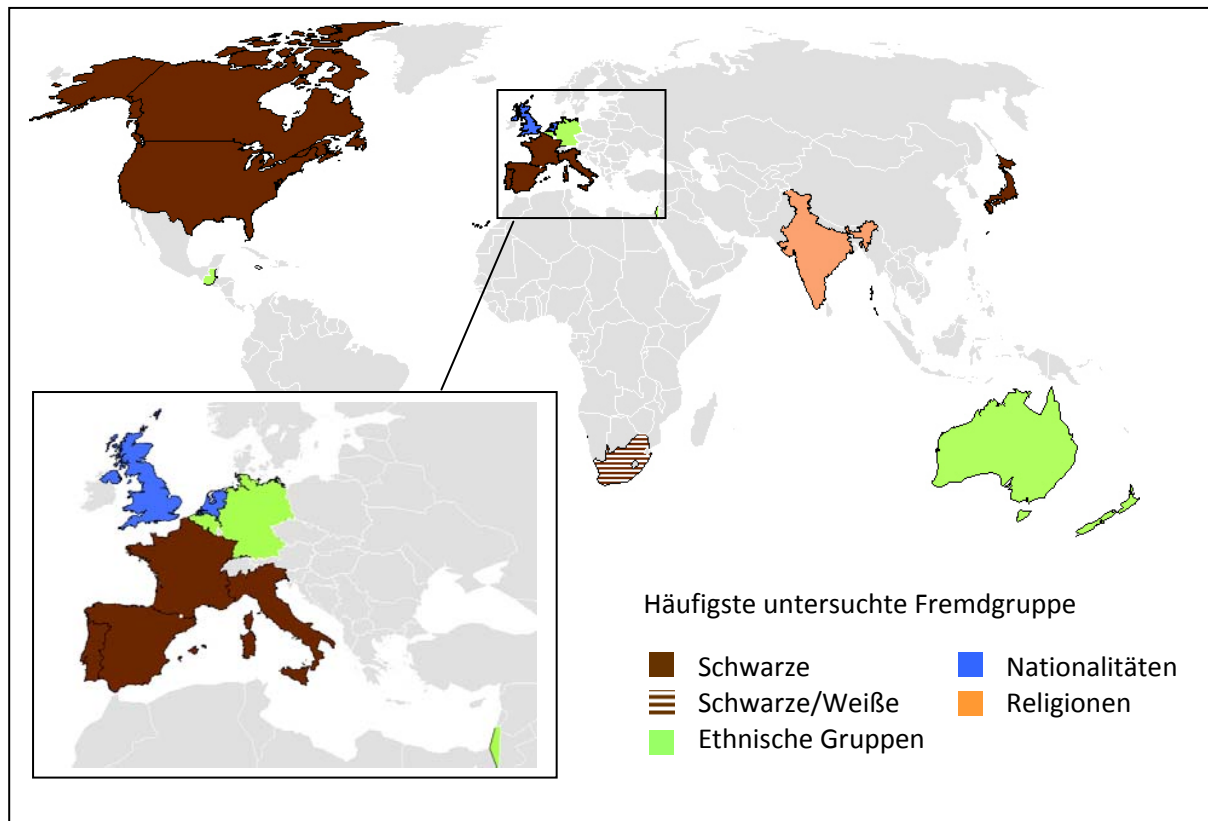 Häufigste untersuchte Fremdgruppe
Schwarze
Nationalitäten
Schwarze/Weiße
Religionen
Ethnische Gruppen